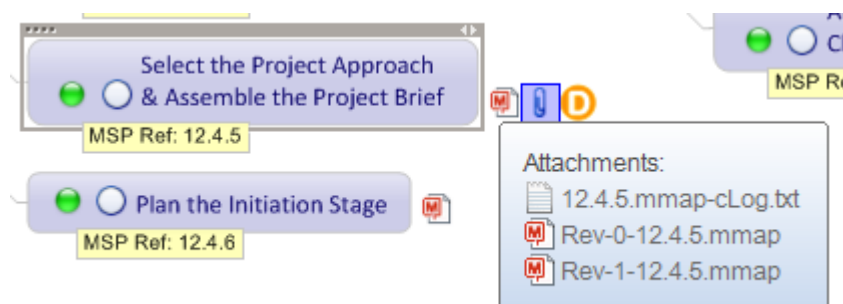 Select the Project Approach
& Assemble the Project Brief
D
MSP Ref: 12.4.5
Attachments:
12.4.5.mmap-cLog.txt
Rev-0-12.4.5.mmap
Rev-1-12.4.5.mmap
Plan the Initiation Stage
MSP Ref: 12.4.6
MSP Re